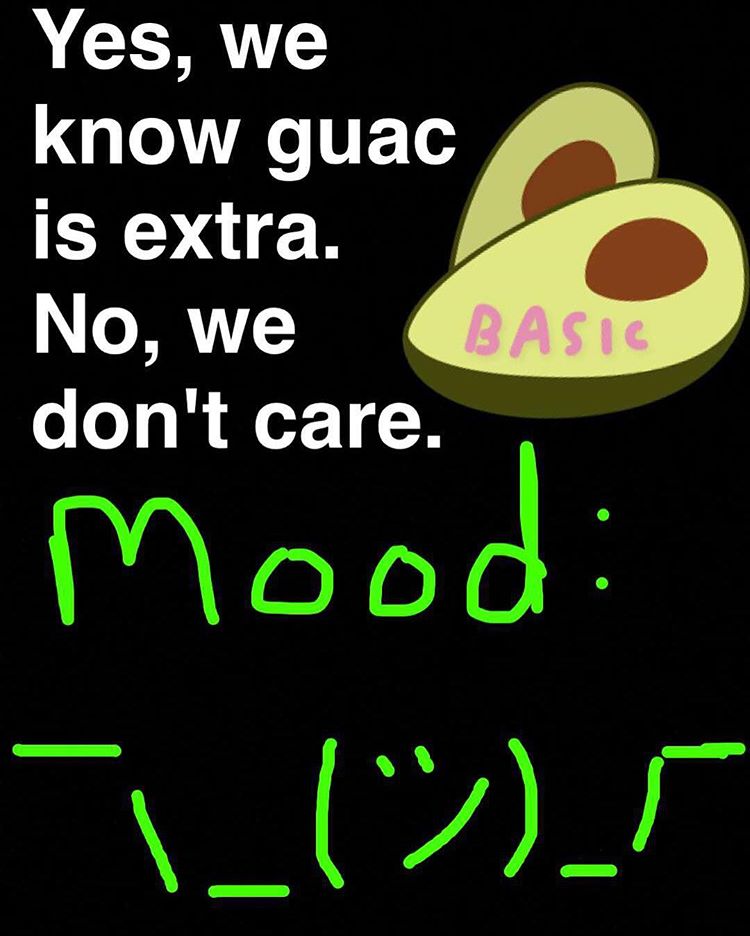 Yes, we
know guac
is extra.
No, we
don't care.
BASIC
Mood:
¯\_(ツ)_/¯